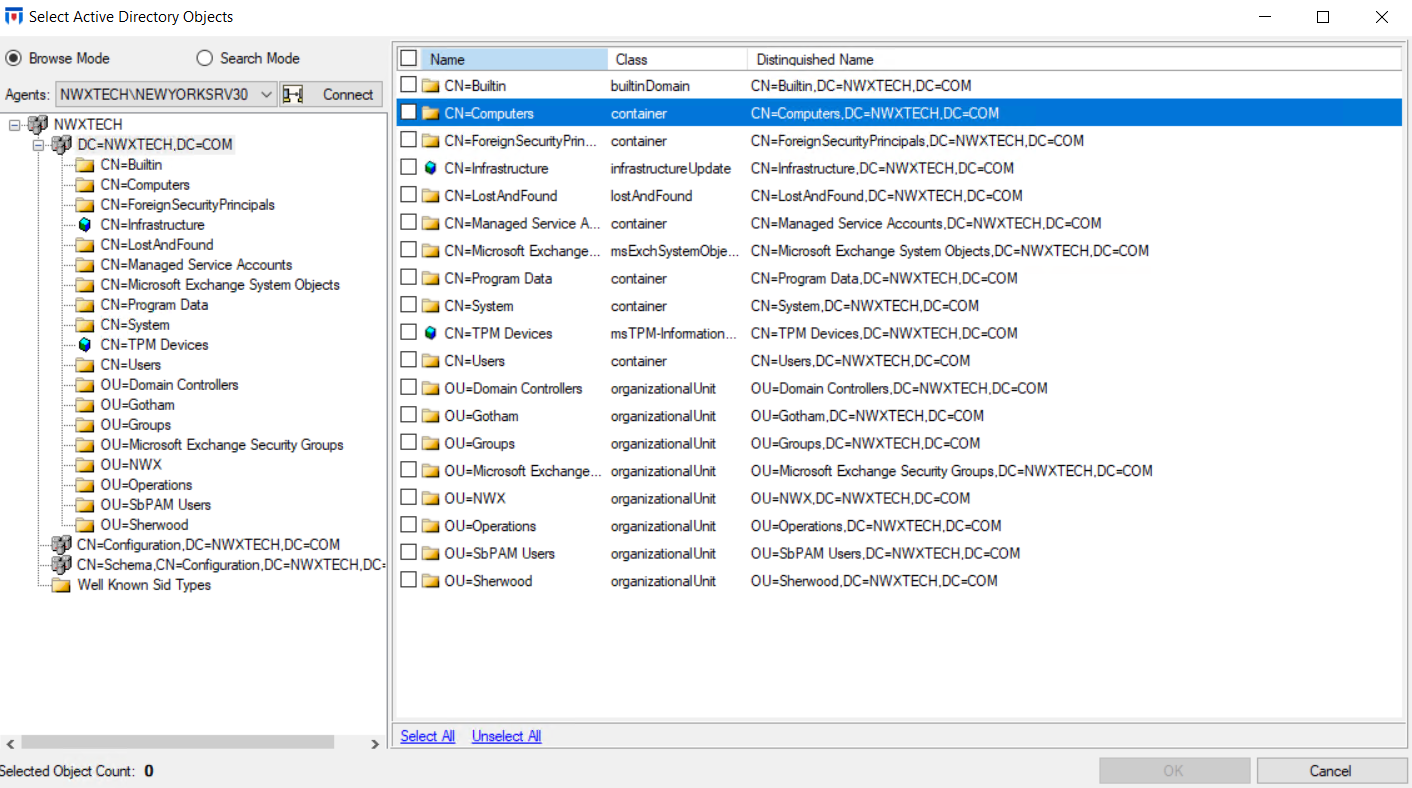 Select Active Directory Objects
Browse Mode Search Mode
Agents: NWXTECH\NEWYORKSRV30 Connect
NWXTECH
DC=NWXTECH,DC=COM
CN=Builtin
CN=Computers
CN=ForeignSecurityPrincipals
CN=Infrastructure
CN=LostAndFound
CN=Managed Service Accounts
CN=Microsoft Exchange System Objects
CN=Program Data
CN=System
CN=TPM Devices
CN=Users
OU=Domain Controllers
OU=Gotham
OU=Groups
OU=Microsoft Exchange Security Groups
OU=NWX
OU=Operations
OU=SbPAM Users
OU=Sherwood
CN=Configuration,DC=NWXTECH,DC=COM
CN=Schema,CN=Configuration,DC=NWXTECH,DC=
Well Known Sid Types
Name Class Distinguished Name
CN=Builtin builtinDomain CN=Builtin,DC=NWXTECH,DC=COM
CN=Computers container CN=Computers,DC=NWXTECH,DC=COM
CN=ForeignSecurityPrin... container CN=ForeignSecurityPrincipals,DC=NWXTECH,DC=COM
CN=Infrastructure infrastructureUpdate CN=Infrastructure,DC=NWXTECH,DC=COM
CN=LostAndFound lostAndFound CN=LostAndFound,DC=NWXTECH,DC=COM
CN=Managed Service A... container CN=Managed Service Accounts,DC=NWXTECH,DC=COM
CN=Microsoft Exchange... msExchSystemObje... CN=Microsoft Exchange System Objects,DC=NWXTECH,DC=COM
CN=Program Data container CN=Program Data,DC=NWXTECH,DC=COM
CN=System container CN=System,DC=NWXTECH,DC=COM
CN=TPM Devices msTPM-Information... CN=TPM Devices,DC=NWXTECH,DC=COM
CN=Users container CN=Users,DC=NWXTECH,DC=COM
OU=Domain Controllers organizationalUnit OU=Domain Controllers,DC=NWXTECH,DC=COM
OU=Gotham organizationalUnit OU=Gotham,DC=NWXTECH,DC=COM
OU=Groups organizationalUnit OU=Groups,DC=NWXTECH,DC=COM
OU=Microsoft Exchange... organizationalUnit OU=Microsoft Exchange Security Groups,DC=NWXTECH,DC=COM
OU=NWX organizationalUnit OU=NWX,DC=NWXTECH,DC=COM
OU=Operations organizationalUnit OU=Operations,DC=NWXTECH,DC=COM
OU=SbPAM Users organizationalUnit OU=SbPAM Users,DC=NWXTECH,DC=COM
OU=Sherwood organizationalUnit OU=Sherwood,DC=NWXTECH,DC=COM
Select All Unselect All
Selected Object Count: 0
OK Cancel